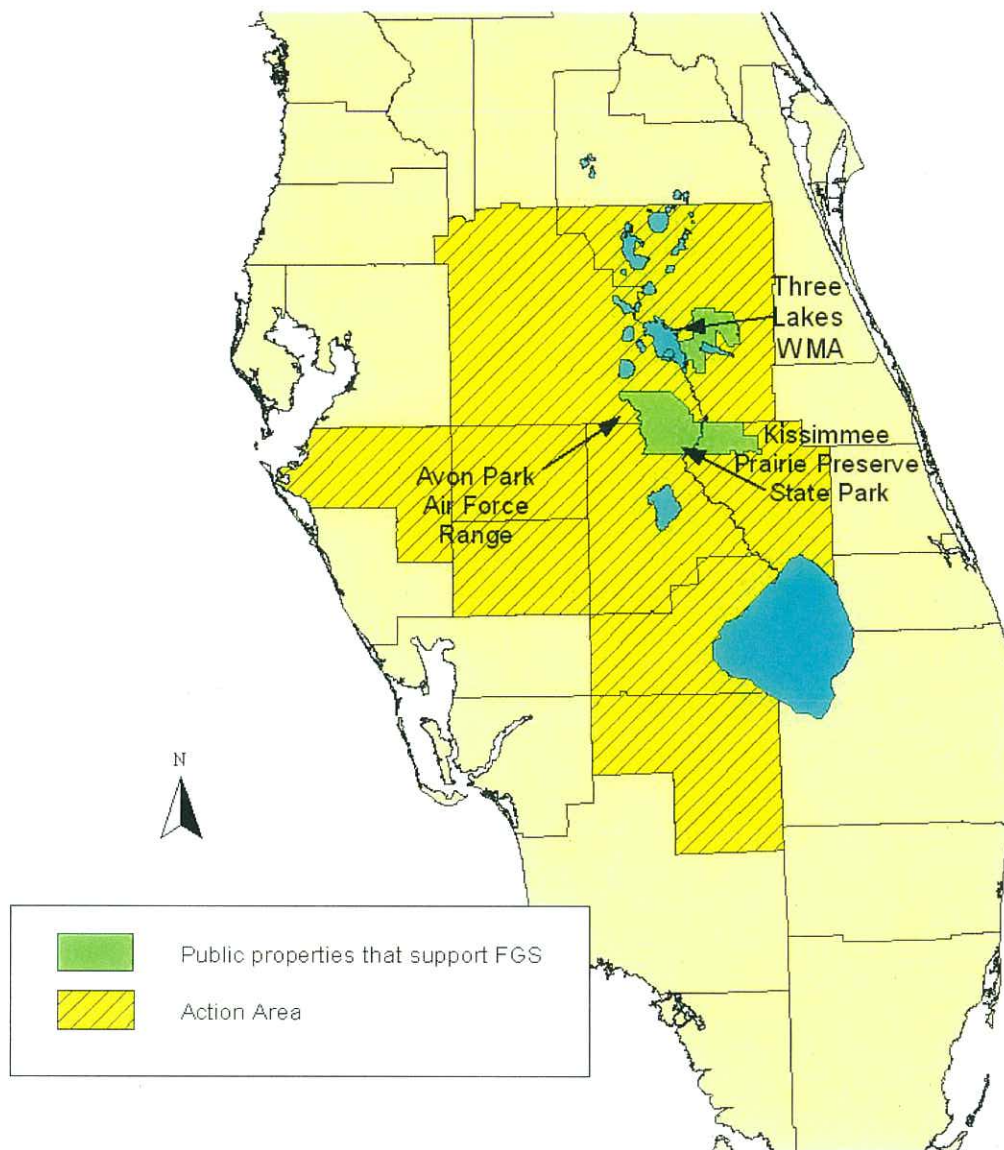 Three
Lakes
WMA
Kissimmee
Prairie Preserve
State Park
Avon Park
Air Force
Range
N
Public properties that support FGS
Action Area